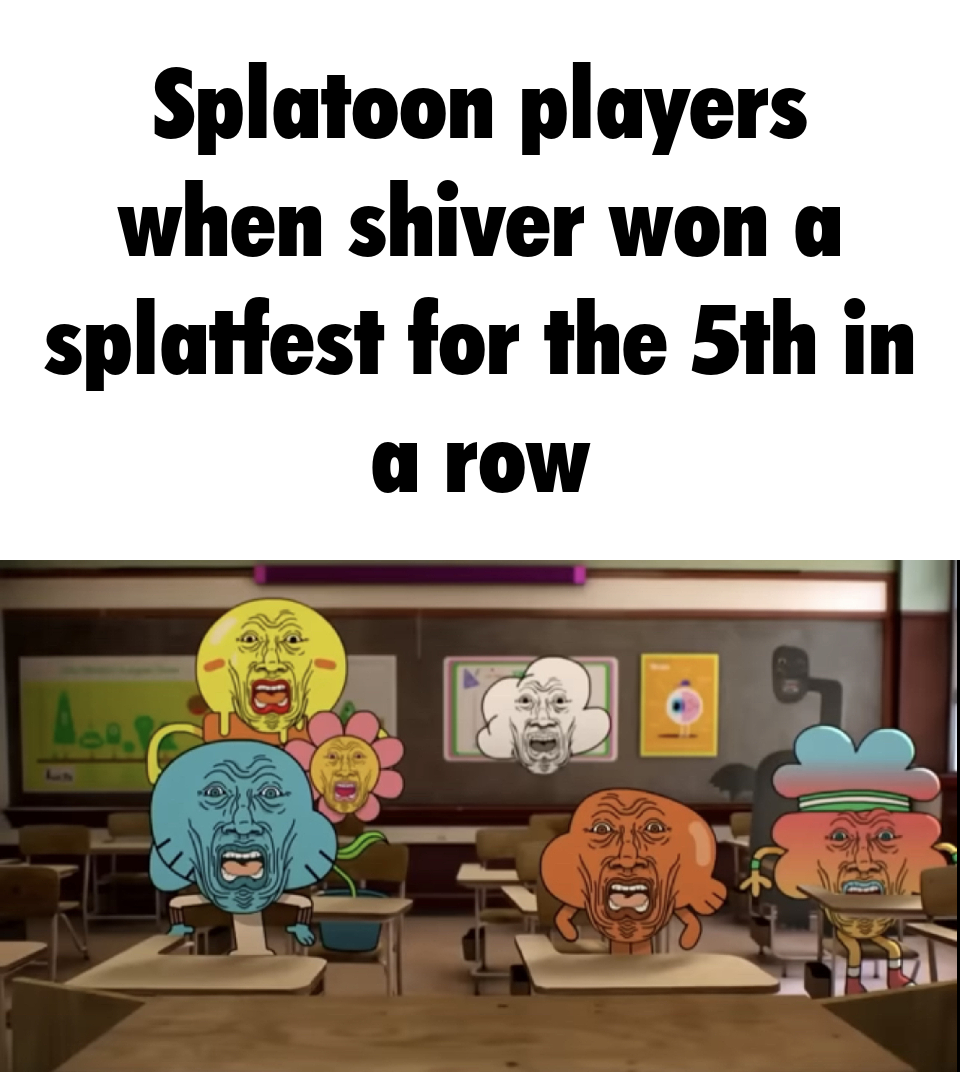 Splatoon players
when shiver won a
splatfest for the 5th in
a row